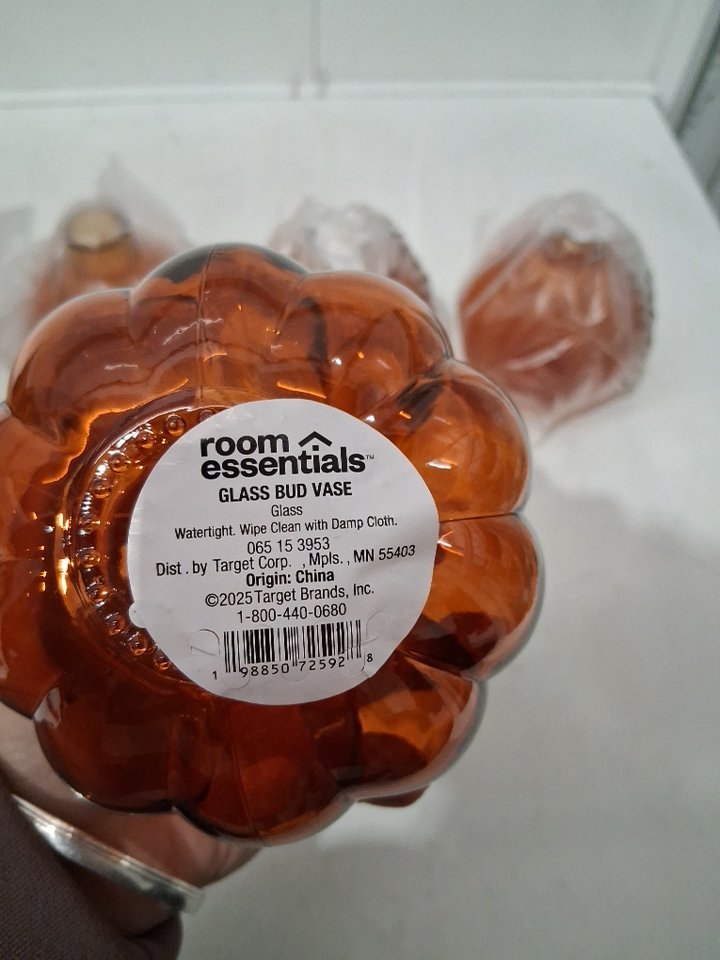 room
essentials™
GLASS BUD VASE
Glass
Watertight. Wipe Clean with Damp Cloth.
065 15 3953
Dist . by Target Corp. , Mpls. , MN 55403
Origin: China
©2025 Target Brands, Inc.
1-800-440-0680
1 98850 72592 8